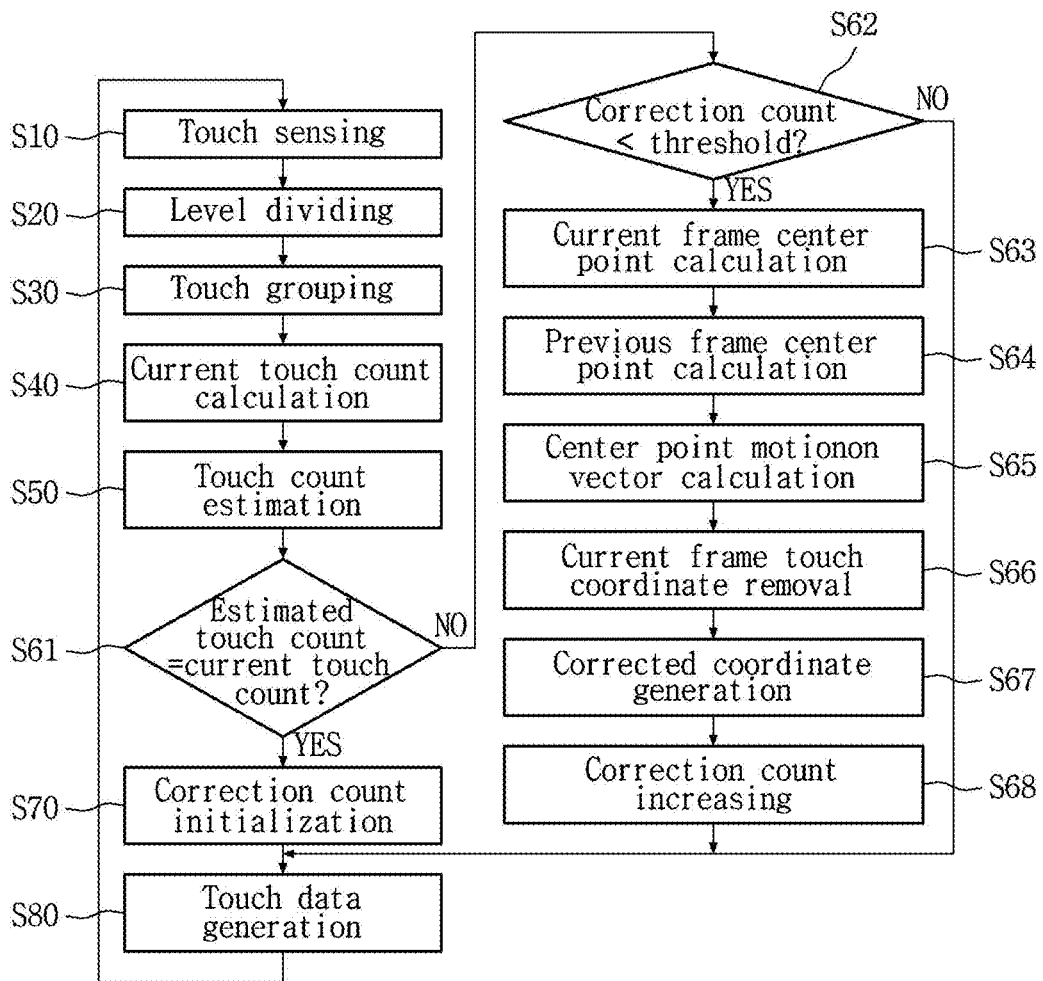 S10
Touch sensing
S20
Level dividing
S30
Touch grouping
S40
Current touch count
calculation
S50
Touch count
estimation
S61
Estimated
touch count
=current touch
count?
NO
YES
S70
Correction count
initialization
S80
Touch data
generation
S62
Correction count
< threshold?
NO
YES
Current frame center
point calculation
S63
Previous frame center
point calculation
S64
Center point motionon
vector calculation
S65
Current frame touch
coordinate removal
S66
Corrected coordinate
generation
S67
Correction count
increasing
S68